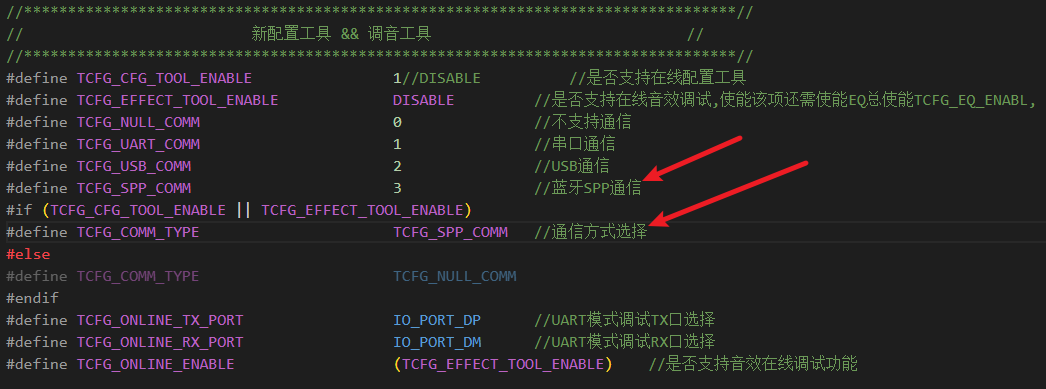 //*********************************************************************************//
// 新配置工具 && 调音工具 //
//*********************************************************************************//
#define TCFG_CFG_TOOL_ENABLE 1//DISABLE //是否支持在线配置工具
#define TCFG_EFFECT_TOOL_ENABLE DISABLE //是否支持在线音效调试,使能该项还需使能EQ总使能TCFG_EQ_ENABL,
#define TCFG_NULL_COMM 0 //不支持通信
#define TCFG_UART_COMM 1 //串口通信
#define TCFG_USB_COMM 2 //USB通信
#define TCFG_SPP_COMM 3 //蓝牙SPP通信
#if (TCFG_CFG_TOOL_ENABLE || TCFG_EFFECT_TOOL_ENABLE)
#define TCFG_COMM_TYPE TCFG_SPP_COMM //通信方式选择
#else
#define TCFG_COMM_TYPE TCFG_NULL_COMM
#endif
#define TCFG_ONLINE_TX_PORT IO_PORT_DP //UART模式调试TX口选择
#define TCFG_ONLINE_RX_PORT IO_PORT_DM //UART模式调试RX口选择
#define TCFG_ONLINE_ENABLE (TCFG_EFFECT_TOOL_ENABLE) //是否支持音效在线调试功能